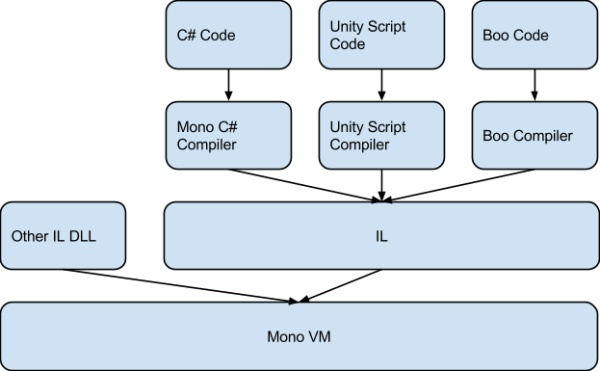 C# Code
Unity Script
Code
Boo Code
Mono C#
Compiler
Unity Script
Compiler
Boo Compiler
Other IL DLL
IL
Mono VM